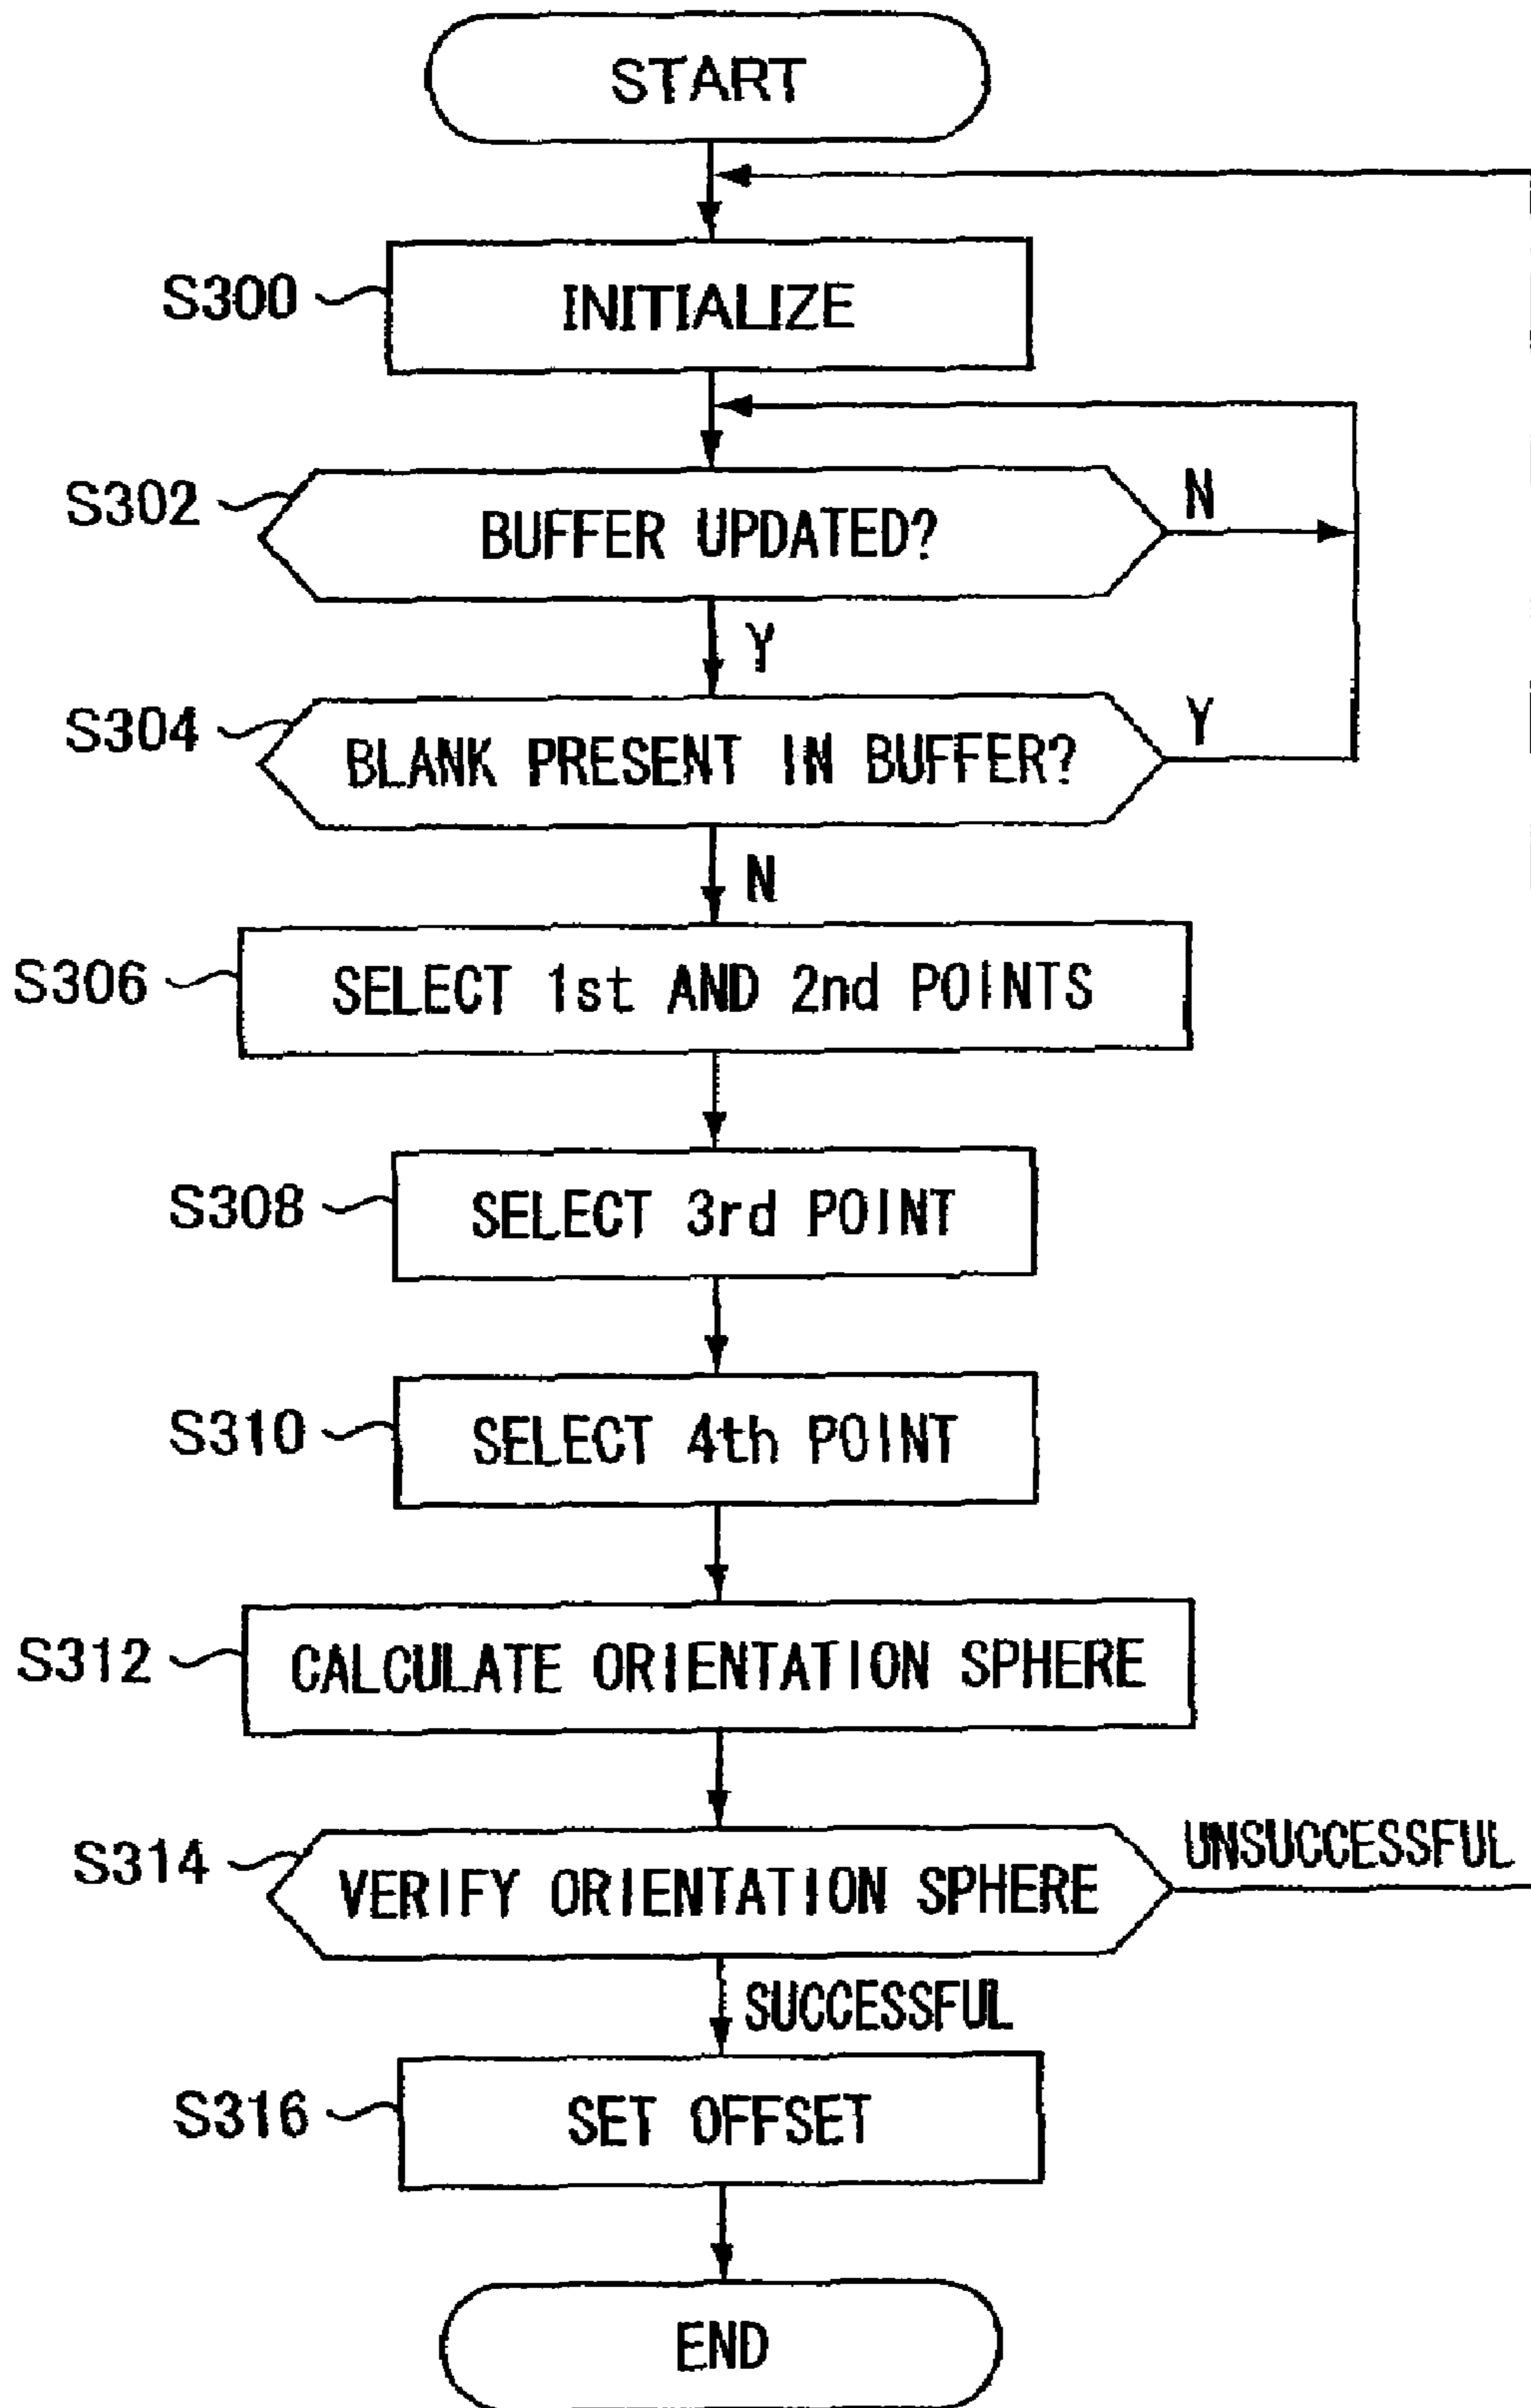 START
S300
INITIALIZE
S302
BUFFER UPDATED?
N
Y
S304
BLANK PRESENT IN BUFFER?
Y
N
S306
SELECT 1st AND 2nd POINTS
S308
SELECT 3rd POINT
S310
SELECT 4th POINT
S312
CALCULATE ORIENTATION SPHERE
S314
VERIFY ORIENTATION SPHERE
UNSUCCESSFUL
SUCCESSFUL
S316
SET OFFSET
END